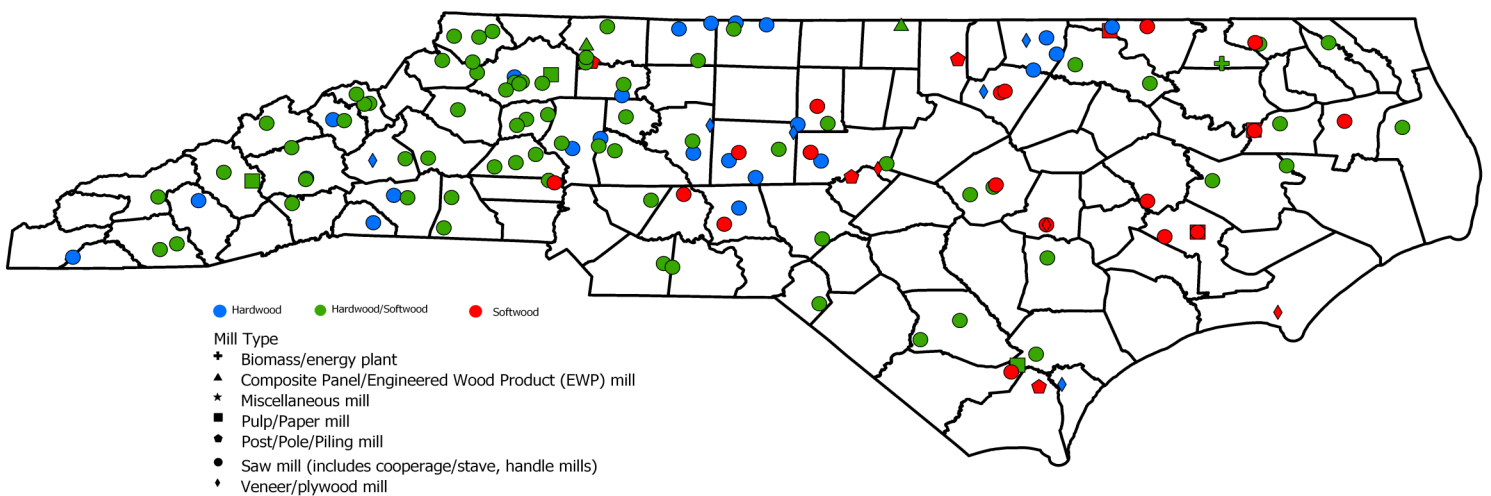 Hardwood Hardwood/Softwood Softwood
Mill Type
Biomass/energy plant
Composite Panel/Engineered Wood Product (EWP) mill
Miscellaneous mill
Pulp/Paper mill
Post/Pole/Piling mill
Saw mill (includes cooperage/stave, handle mills)
Veneer/plywood mill